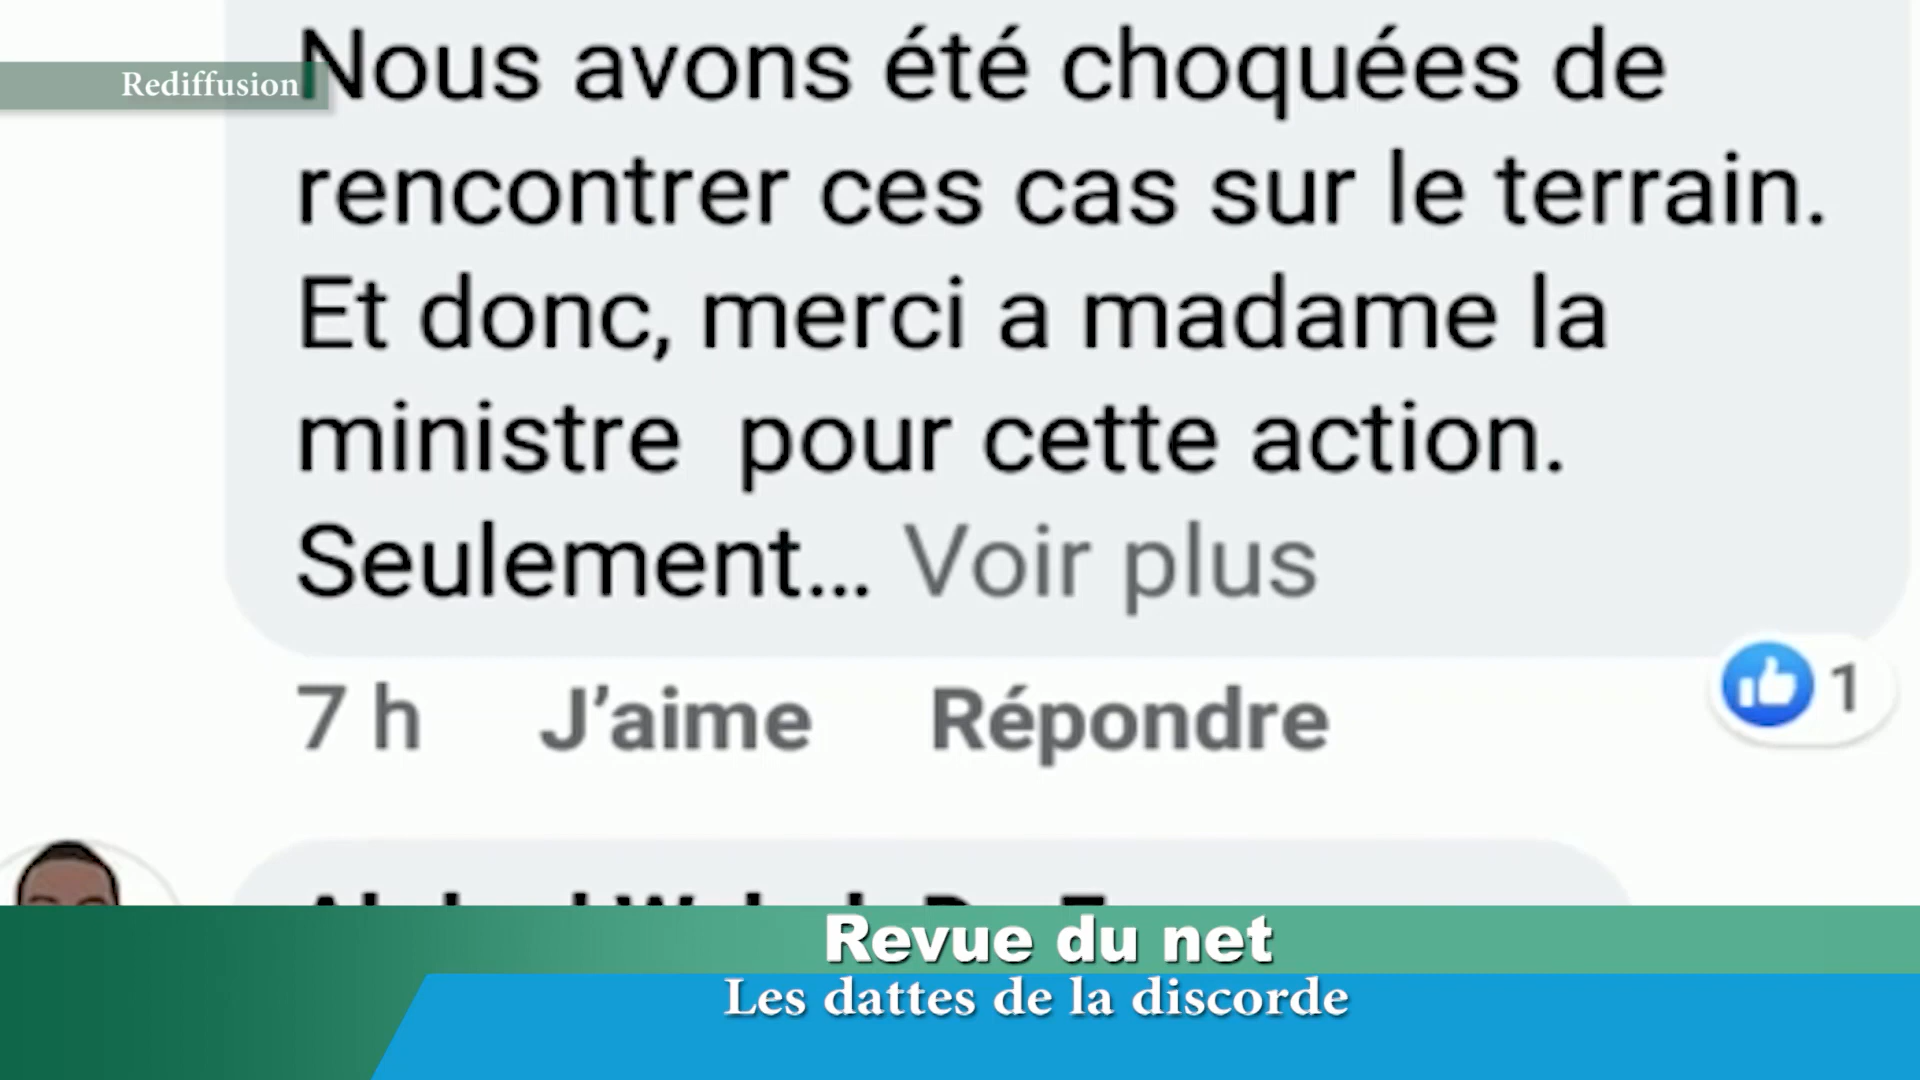 Rediffusion
Nous avons été choquées de
rencontrer ces cas sur le terrain.
Et donc, merci a madame la
ministre pour cette action.
Seulement... Voir plus
7 h J'aime Répondre
1
Revue du net
Les dattes de la discorde